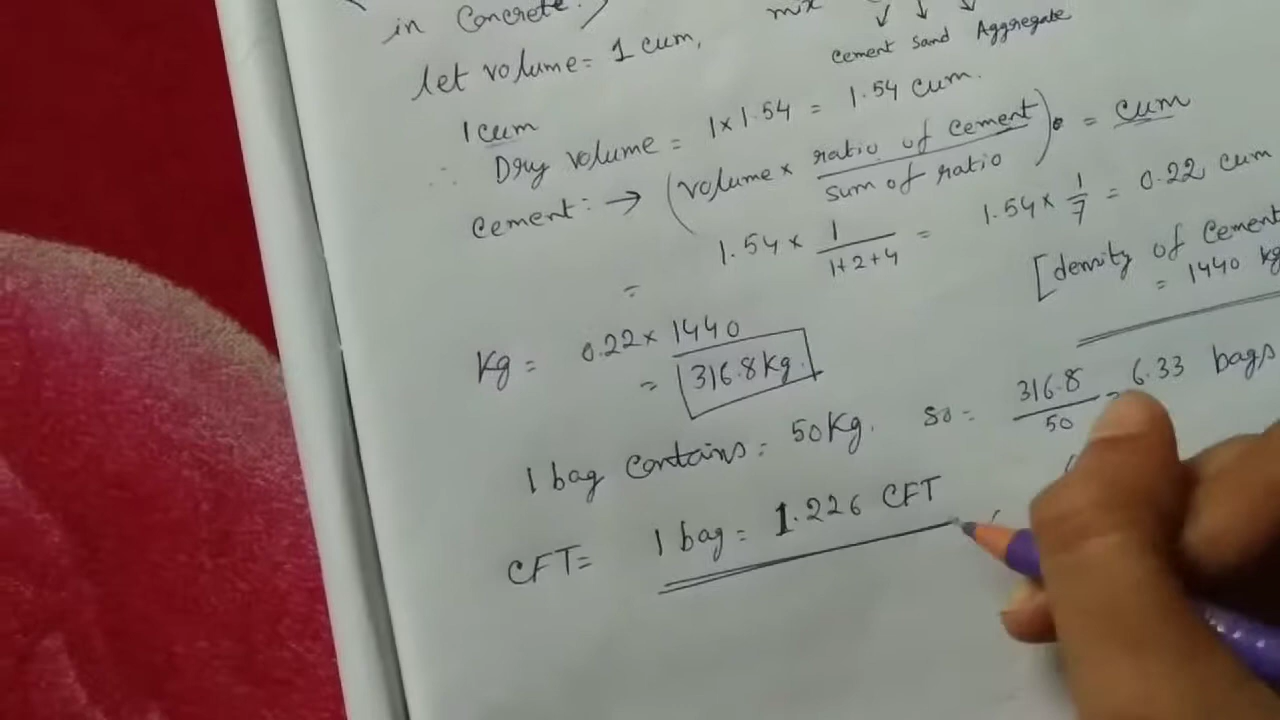 in Concrete.)
mix
let volume = 1 cum,
↓ ↓ ↓
cement sand Aggregate
1 cum
∴ Dry volume = 1 x 1.54 = 1.54 cum.
cement :- → (volume x ratio of cement / sum of ratio) = cum
= 1.54 x 1 / 1+2+4 = 1.54 x 1/7 = 0.22 cum
[density of cement
= 1440 kg
Kg = 0.22 x 1440
= 316.8 kg.
1 bag contains = 50 Kg. so = 316.8 / 50 = 6.33 bags
CFT = 1 bag = 1.226 CFT